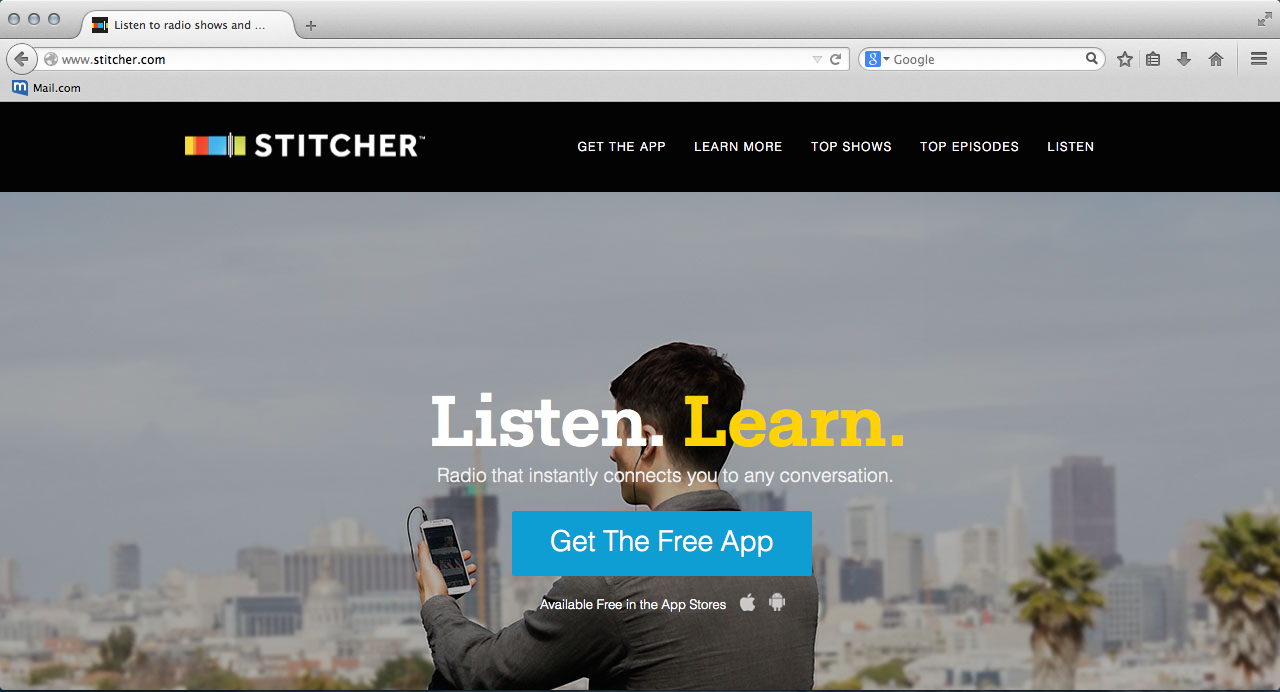 Listen to radio shows and ...
www.stitcher.com
Google
Mail.com
STITCHER™
GET THE APP LEARN MORE TOP SHOWS TOP EPISODES LISTEN
Listen. Learn.
Radio that instantly connects you to any conversation.
Get The Free App
Available Free in the App Stores